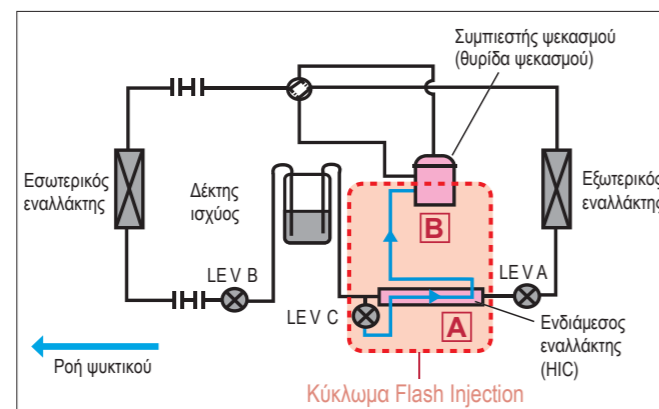 Συμπιεστής ψεκασμού
(θυρίδα ψεκασμού)
Εσωτερικός
εναλλάκτης
Δέκτης
ισχύος
Εξωτερικός
εναλλάκτης
B
LEV B
LEV A
LEV C
A
Ενδιάμεσος
εναλλάκτης
(HIC)
Ροή ψυκτικού
Κύκλωμα Flash Injection